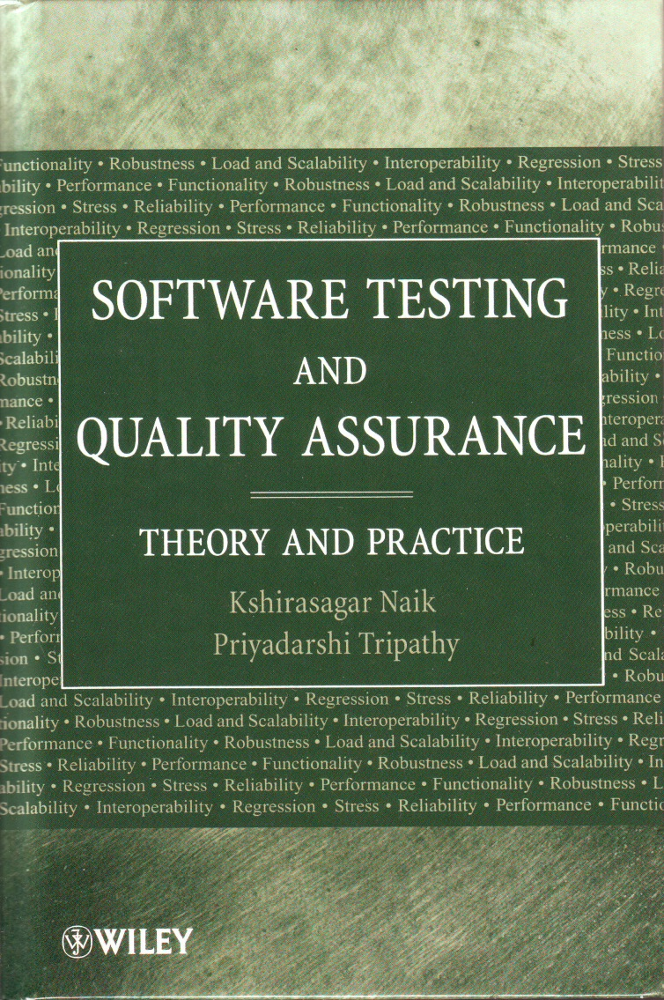 Functionality • Robustness • Load and Scalability • Interoperability • Regression • Stress
bility • Performance • Functionality • Robustness • Load and Scalability • Interoperabilit
gression • Stress • Reliability • Performance • Functionality • Robustness • Load and Sca
Interoperability • Regression • Stress • Reliability • Performance • Functionality • Robu
SOFTWARE TESTING
AND
QUALITY ASSURANCE
THEORY AND PRACTICE
Kshirasagar Naik
Priyadarshi Tripathy
Load and Scalability • Interoperability • Regression • Stress • Reliability • Performance
tionality • Robustness • Load and Scalability • Interoperability • Regression • Stress • Reli
Performance • Functionality • Robustness • Load and Scalability • Interoperability • Regr
Stress • Reliability • Performance • Functionality • Robustness • Load and Scalability • In
ability • Regression • Stress • Reliability • Performance • Functionality • Robustness • L
Scalability • Interoperability • Regression • Stress • Reliability • Performance • Functio
WILEY